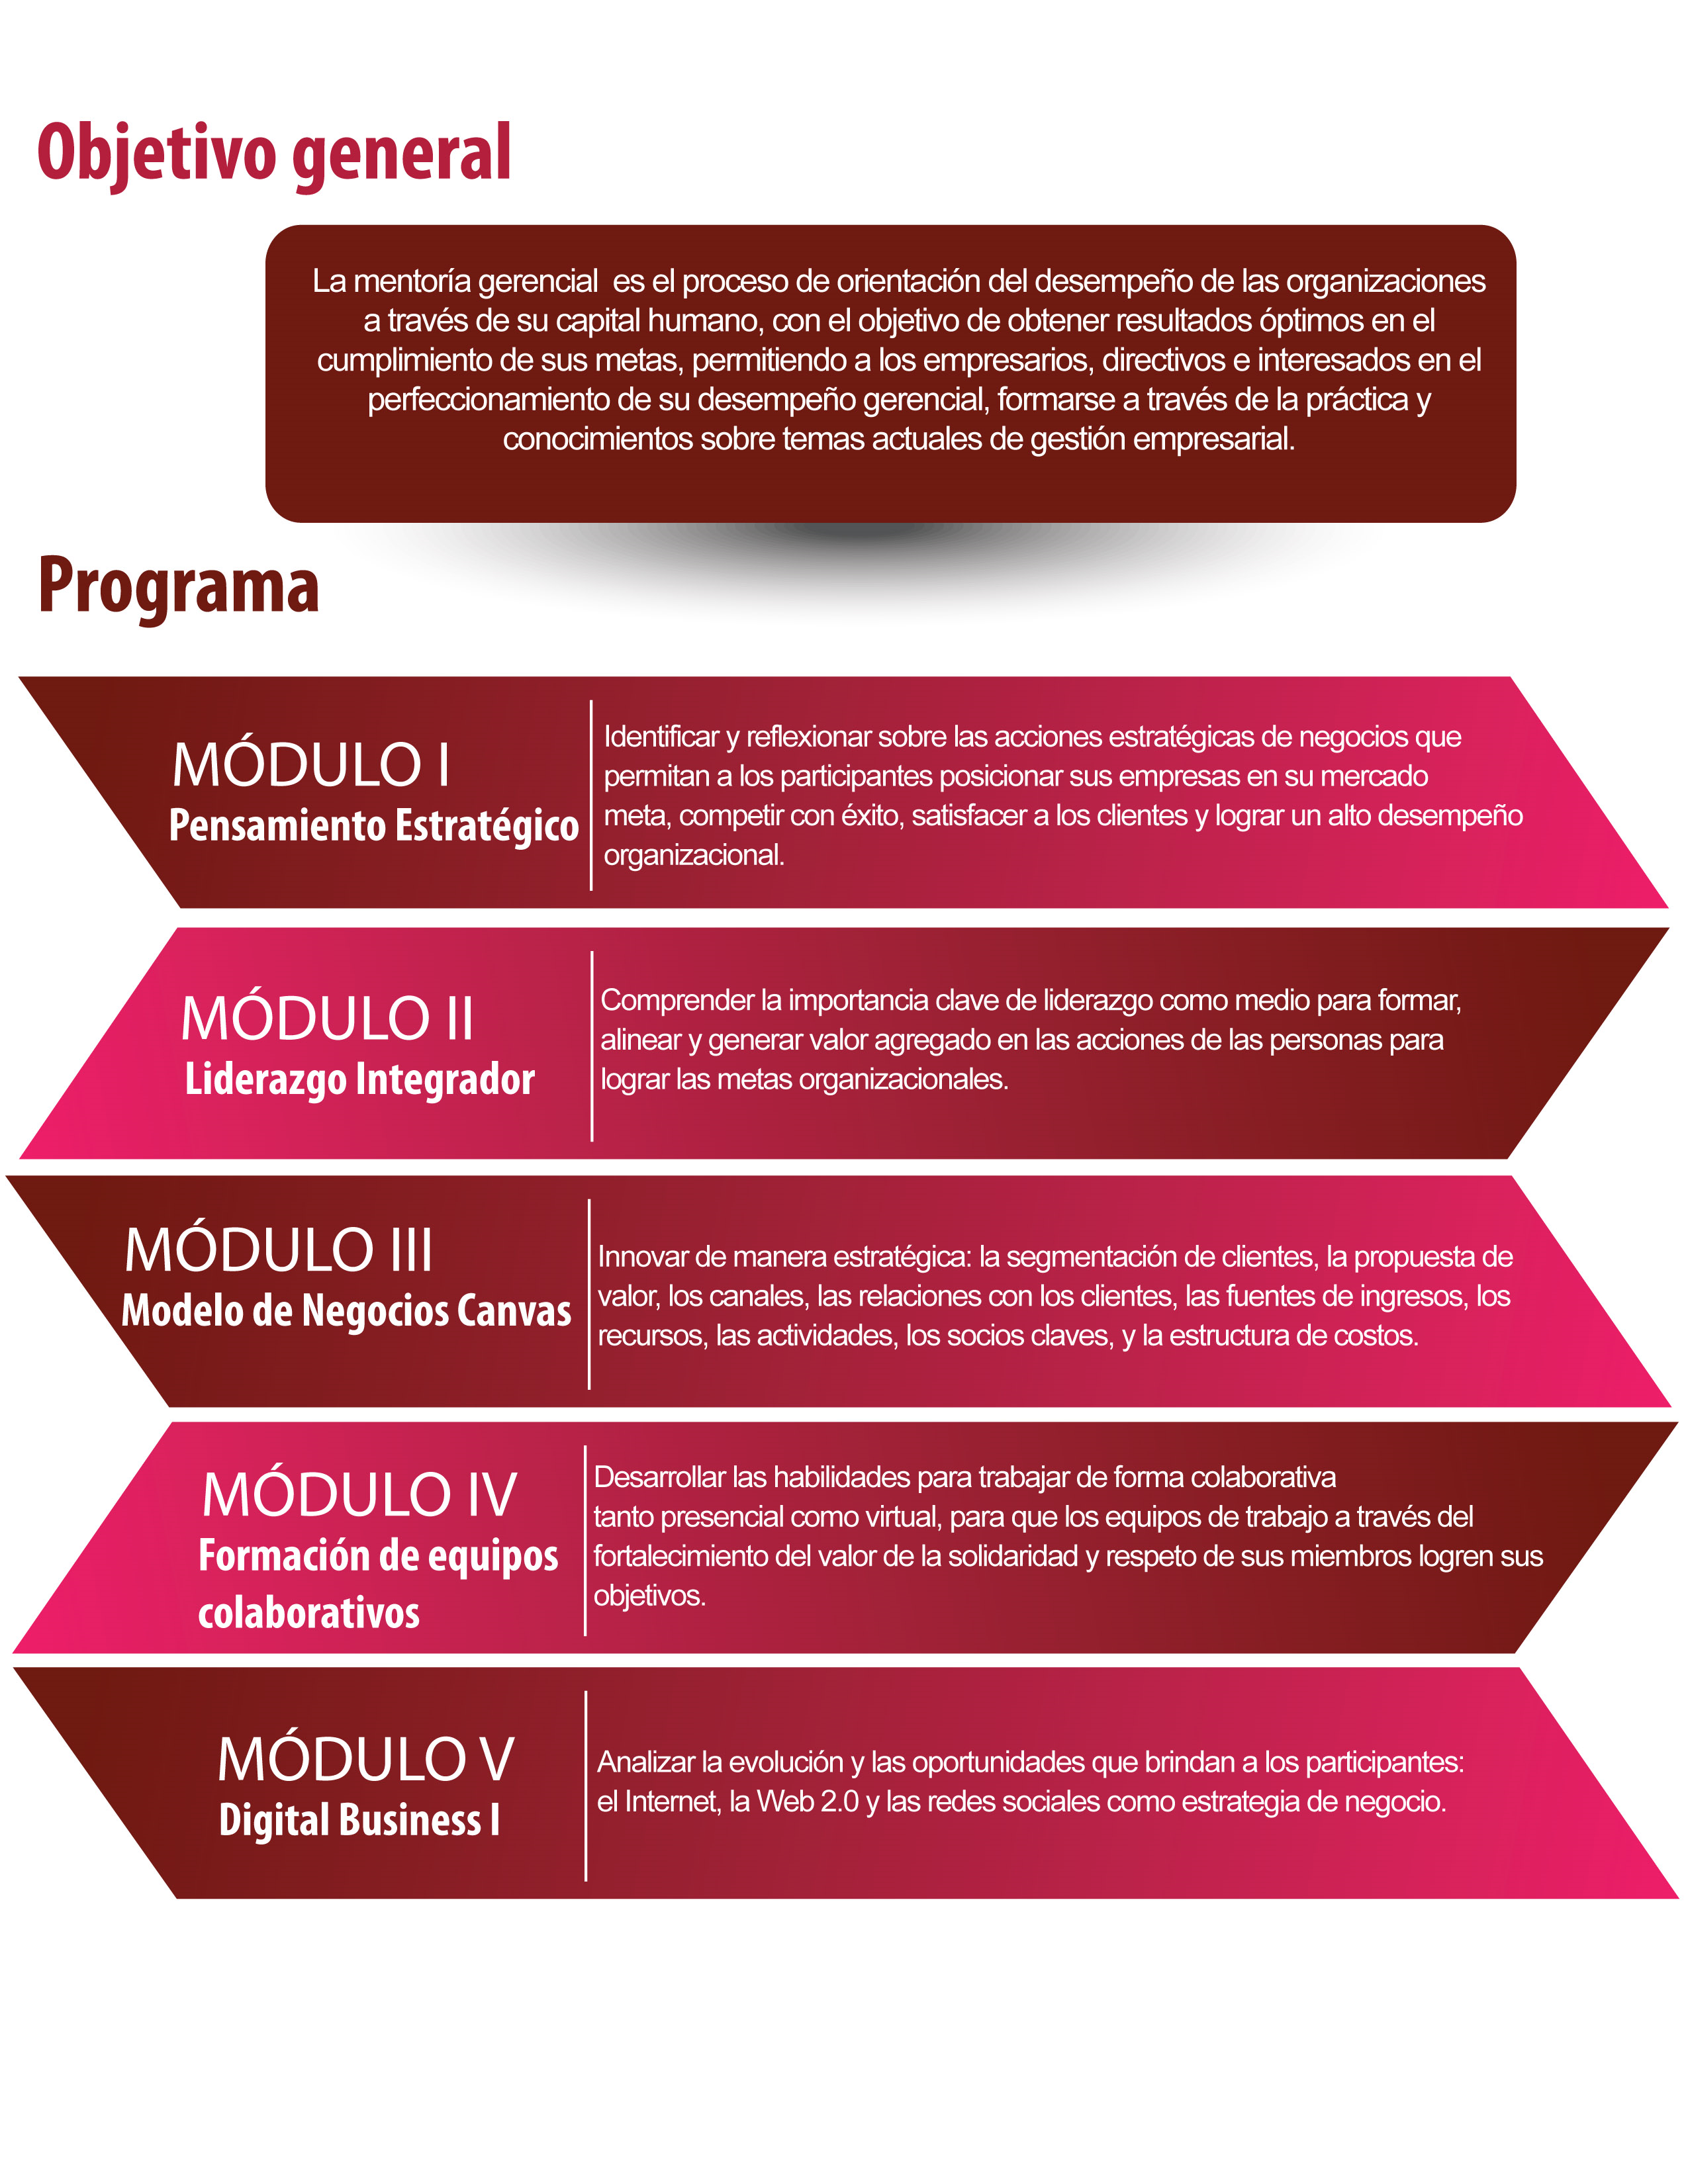 Objetivo general
La mentoría gerencial  es el proceso de orientación del desempeño de las organizaciones
a través de su capital humano, con el objetivo de obtener resultados óptimos en el
cumplimiento de sus metas, permitiendo a los empresarios, directivos e interesados en el
perfeccionamiento de su desempeño gerencial, formarse a través de la práctica y
conocimientos sobre temas actuales de gestión empresarial.
Programa
MÓDULO I
Pensamiento Estratégico
Identificar y reflexionar sobre las acciones estratégicas de negocios que
permitan a los participantes posicionar sus empresas en su mercado
meta, competir con éxito, satisfacer a los clientes y lograr un alto desempeño
organizacional.
MÓDULO II
Liderazgo Integrador
Comprender la importancia clave de liderazgo como medio para formar,
alinear y generar valor agregado en las acciones de las personas para
lograr las metas organizacionales.
MÓDULO III
Modelo de Negocios Canvas
Innovar de manera estratégica: la segmentación de clientes, la propuesta de
valor, los canales, las relaciones con los clientes, las fuentes de ingresos, los
recursos, las actividades, los socios claves, y la estructura de costos.
MÓDULO IV
Formación de equipos
colaborativos
Desarrollar las habilidades para trabajar de forma colaborativa
tanto presencial como virtual, para que los equipos de trabajo a través del
fortalecimiento del valor de la solidaridad y respeto de sus miembros logren sus
objetivos.
MÓDULO V
Digital Business I
Analizar la evolución y las oportunidades que brindan a los participantes:
el Internet, la Web 2.0 y las redes sociales como estrategia de negocio.